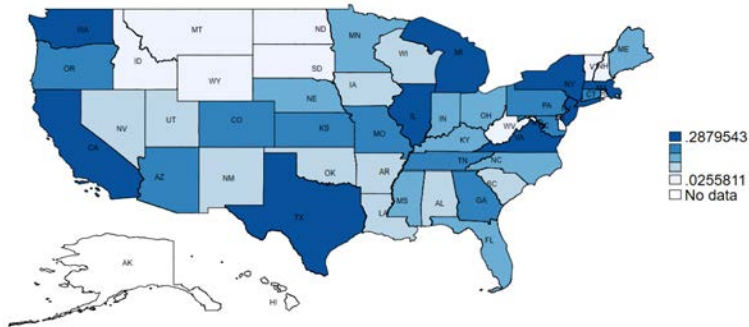 WA
MT
ND
MN
ME
OR
ID
SD
WI
MI
VT
NH
NY
WY
IA
NE
PA
CT
NV
UT
CO
KS
MO
IL
IN
OH
WV
VA
KY
CA
AZ
NM
OK
AR
TN
NC
SC
TX
LA
MS
AL
GA
FL
AK
HI
.2879543
.0255811
No data